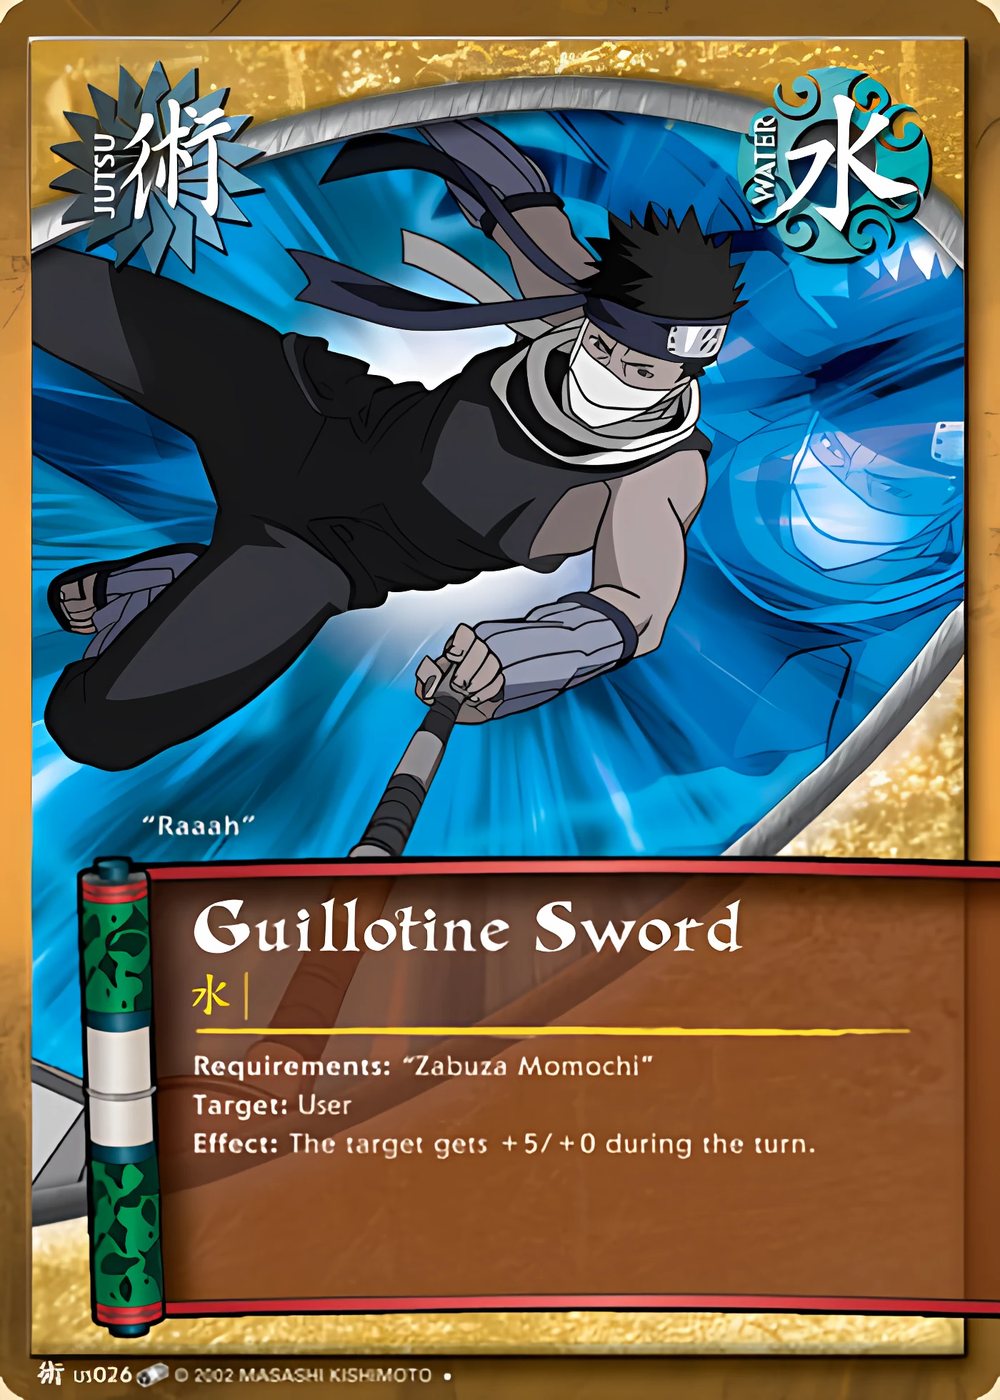 JUTSU 術
WATER 水
“Raaah”
Guillotine Sword
水 |
Requirements: “Zabuza Momochi”
Target: User
Effect: The target gets +5/+0 during the turn.
術 US026 © 2002 MASASHI KISHIMOTO •